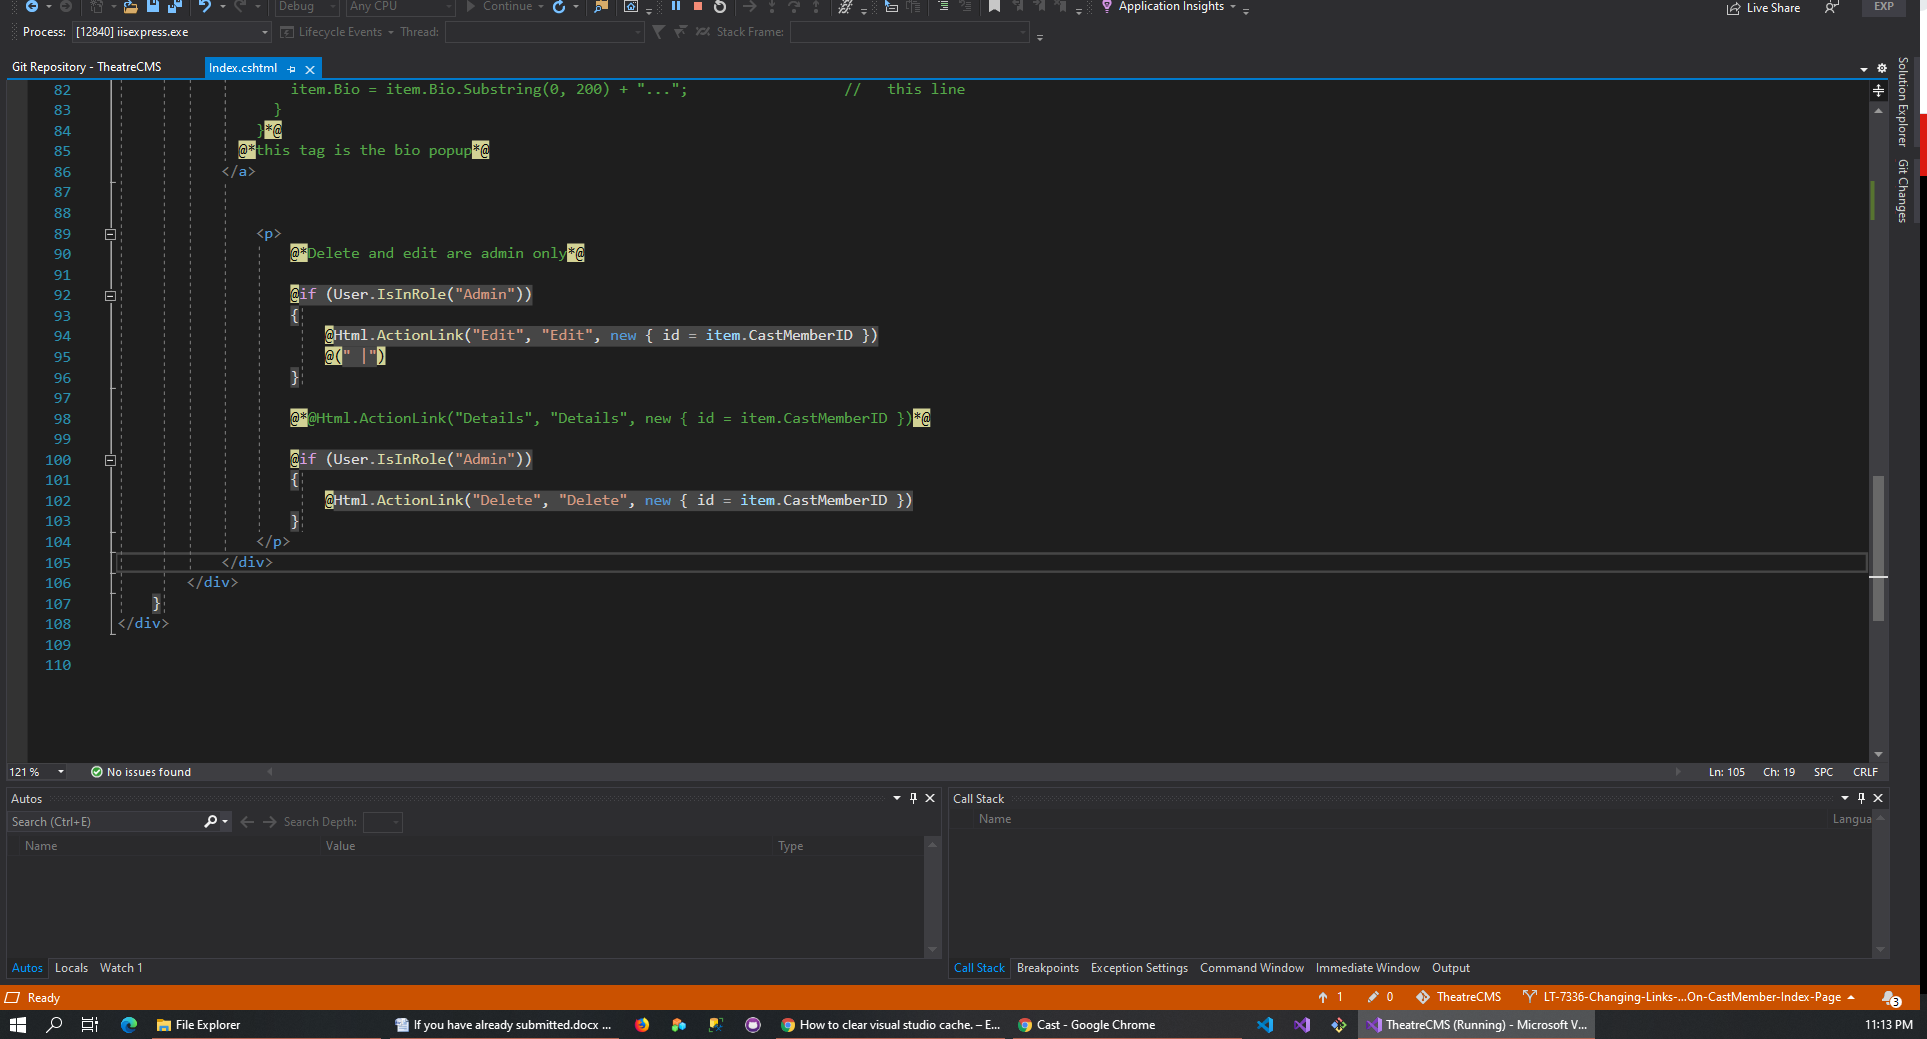 Debug Any CPU Continue Application Insights Live Share EXP
Process: [12840] iisexpress.exe Lifecycle Events Thread: Stack Frame:
Git Repository - TheatreCMS Index.cshtml
82 item.Bio = item.Bio.Substring(0, 200) + "..."; // this line
83 }
84 }*@
85 @*this tag is the bio popup*@
86 </a>
87
88
89 <p>
90 @*Delete and edit are admin only*@
91
92 @if (User.IsInRole("Admin"))
93 {
94 @Html.ActionLink("Edit", "Edit", new { id = item.CastMemberID })
95 @(" |")
96 }
97
98 @*@Html.ActionLink("Details", "Details", new { id = item.CastMemberID })*@
99
100 @if (User.IsInRole("Admin"))
101 {
102 @Html.ActionLink("Delete", "Delete", new { id = item.CastMemberID })
103 }
104 </p>
105 </div>
106 </div>
107 }
108 </div>
109
110
Solution Explorer
Git Changes
121 % No issues found Ln: 105 Ch: 19 SPC CRLF
Autos
Search (Ctrl+E) Search Depth:
Name Value Type
Autos Locals Watch 1
Call Stack
Name Langua
Call Stack Breakpoints Exception Settings Command Window Immediate Window Output
Ready 1 0 TheatreCMS LT-7336-Changing-Links-...On-CastMember-Index-Page 3
File Explorer If you have already submitted.docx ... How to clear visual studio cache. – E... Cast - Google Chrome TheatreCMS (Running) - Microsoft V... 11:13 PM